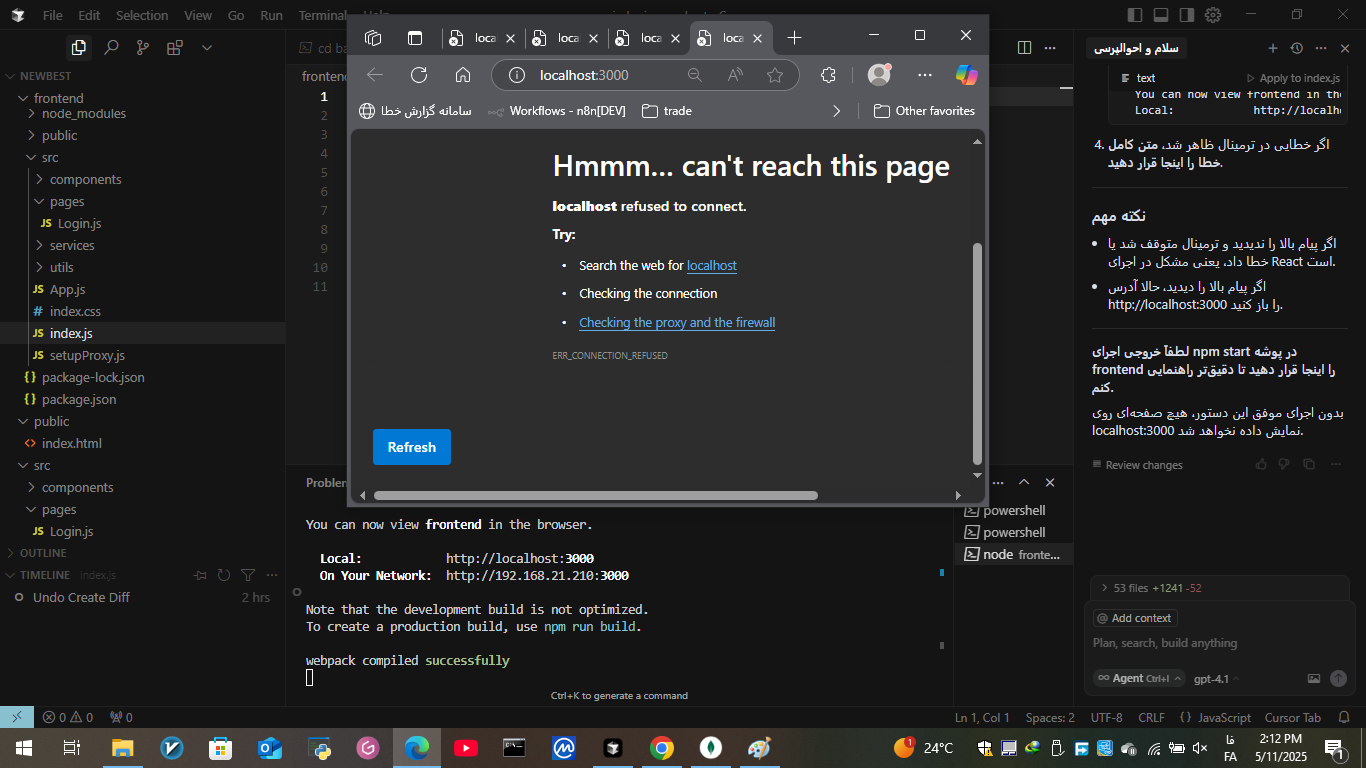 File Edit Selection View Go Run Terminal Help
NEWBEST
frontend
node_modules
public
src
components
pages
JS Login.js
services
utils
JS App.js
# index.css
JS index.js
JS setupProxy.js
{} package-lock.json
{} package.json
public
<> index.html
src
components
pages
JS Login.js
OUTLINE
TIMELINE index.js
Undo Create Diff 2 hrs
cd ba
frontend
1
2
3
4
5
6
7
8
9
10
11
loca
loca
loca
loca
localhost:3000
سامانه گزارش خطا
Workflows - n8n[DEV]
trade
Other favorites
Hmmm... can't reach this page
localhost refused to connect.
Try:
• Search the web for localhost
• Checking the connection
• Checking the proxy and the firewall
ERR_CONNECTION_REFUSED
Refresh
Problem
You can now view frontend in the browser.
Local: http://localhost:3000
On Your Network: http://192.168.21.210:3000
Note that the development build is not optimized.
To create a production build, use npm run build.
webpack compiled successfully
Ctrl+K to generate a command
powershell
powershell
node fronte...
سلام و احوالپرسی
text
Apply to index.js
You can now view frontend in the
Local: http://localh
4. اگر خطایی در ترمینال ظاهر شد، متن کامل
خطا را اینجا قرار دهید.
نکته مهم
• اگر پیام بالا را ندیدید و ترمینال متوقف شد یا
خطا داد، یعنی مشکل در اجرای React است.
• اگر پیام بالا را دیدید، حالا آدرس
http://localhost:3000 را باز کنید.
لطفاً خروجی اجرای npm start در پوشه
frontend را اینجا قرار دهید تا دقیق‌تر راهنمایی
کنم.
بدون اجرای موفق این دستور، هیچ صفحه‌ای روی
localhost:3000 نمایش داده نخواهد شد.
Review changes
53 files +1241 -52
@ Add context
Plan, search, build anything
Agent Ctrl+I
gpt-4.1
0 0 0
Ln 1, Col 1 Spaces: 2 UTF-8 CRLF {} JavaScript Cursor Tab
1
24°C
فا
FA
2:12 PM
5/11/2025
1